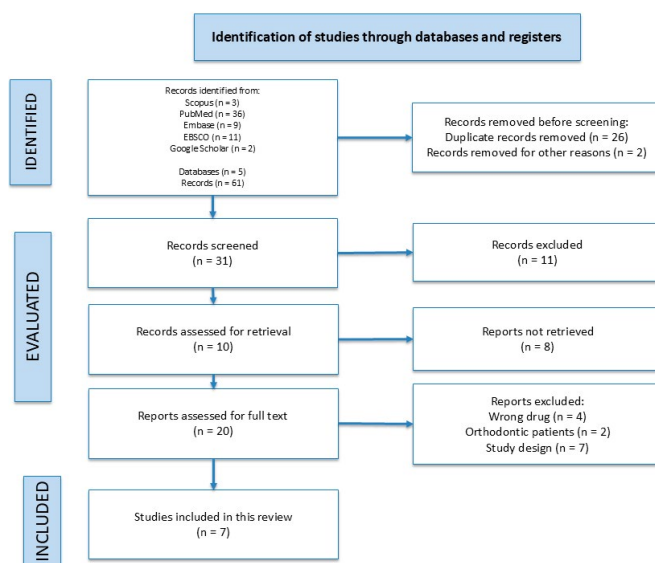 Identification of studies through databases and registers
IDENTIFIED
Records identified from:
Scopus (n = 3)
PubMed (n = 36)
Embase (n = 9)
EBSCO (n = 11)
Google Scholar (n = 2)
Databases (n = 5)
Records (n = 61)
Records removed before screening:
Duplicate records removed (n = 26)
Records removed for other reasons (n = 2)
EVALUATED
Records screened
(n = 31)
Records excluded
(n = 11)
Records assessed for retrieval
(n = 10)
Reports not retrieved
(n = 8)
Reports assessed for full text
(n = 20)
Reports excluded:
Wrong drug (n = 4)
Orthodontic patients (n = 2)
Study design (n = 7)
INCLUDED
Studies included in this review
(n = 7)